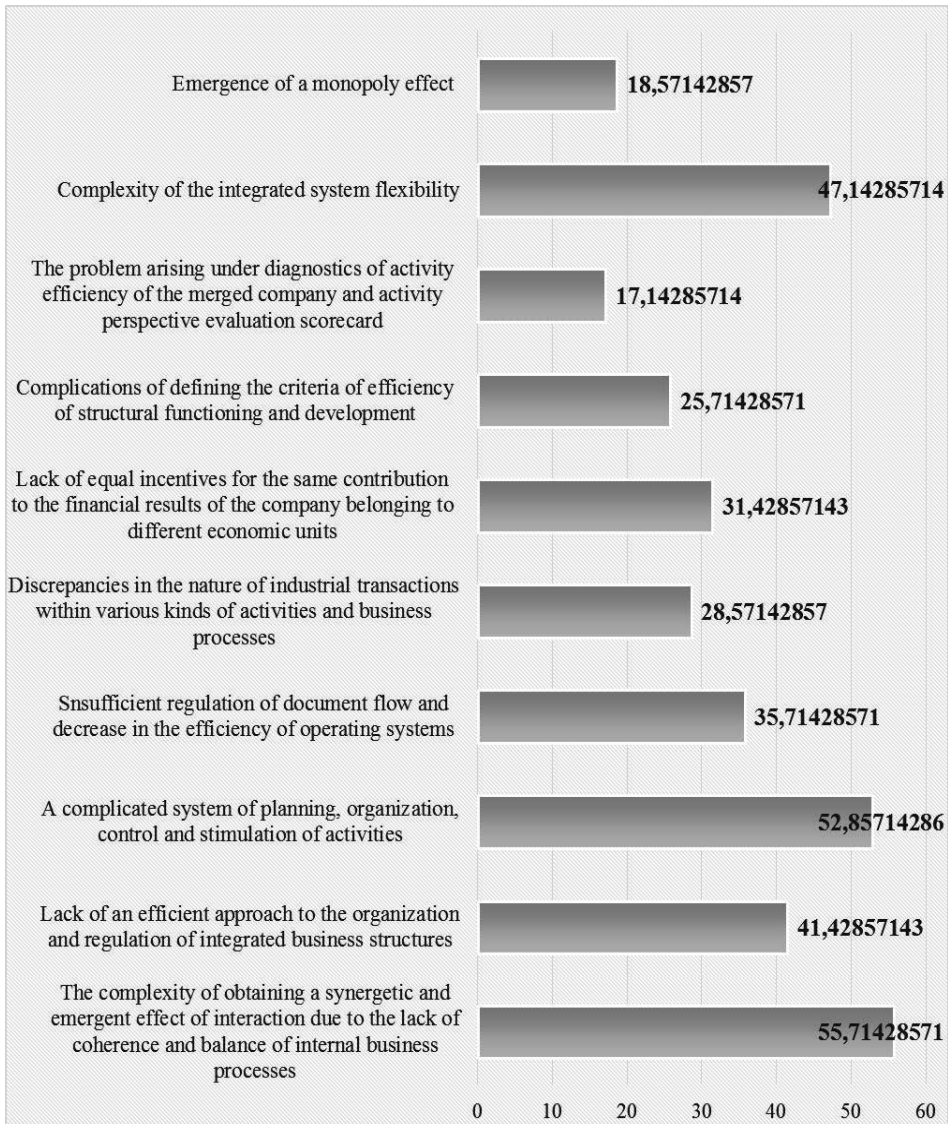 Emergence of a monopoly effect
18,57142857
Complexity of the integrated system flexibility
47,14285714
The problem arising under diagnostics of activity
efficiency of the merged company and activity
perspective evaluation scorecard
17,14285714
Complications of defining the criteria of efficiency
of structural functioning and development
25,71428571
Lack of equal incentives for the same contribution
to the financial results of the company belonging to
different economic units
31,42857143
Discrepancies in the nature of industrial transactions
within various kinds of activities and business
processes
28,57142857
Snsufficient regulation of document flow and
decrease in the efficiency of operating systems
35,71428571
A complicated system of planning, organization,
control and stimulation of activities
52,85714286
Lack of an efficient approach to the organization
and regulation of integrated business structures
41,42857143
The complexity of obtaining a synergetic and
emergent effect of interaction due to the lack of
coherence and balance of internal business
processes
55,71428571
0 10 20 30 40 50 60